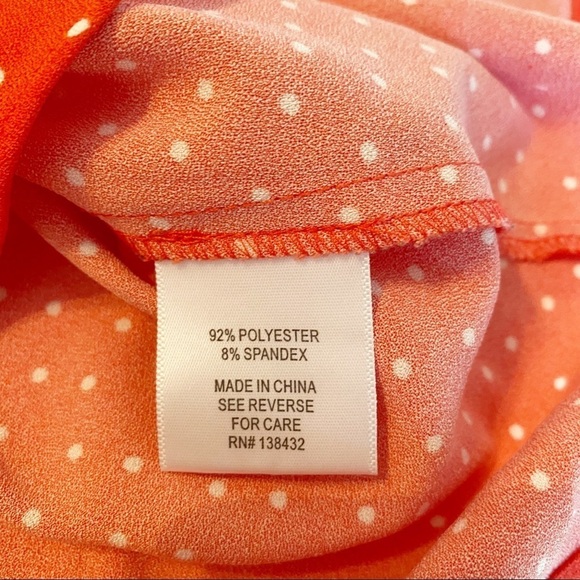 92% POLYESTER
8% SPANDEX
MADE IN CHINA
SEE REVERSE
FOR CARE
RN# 138432